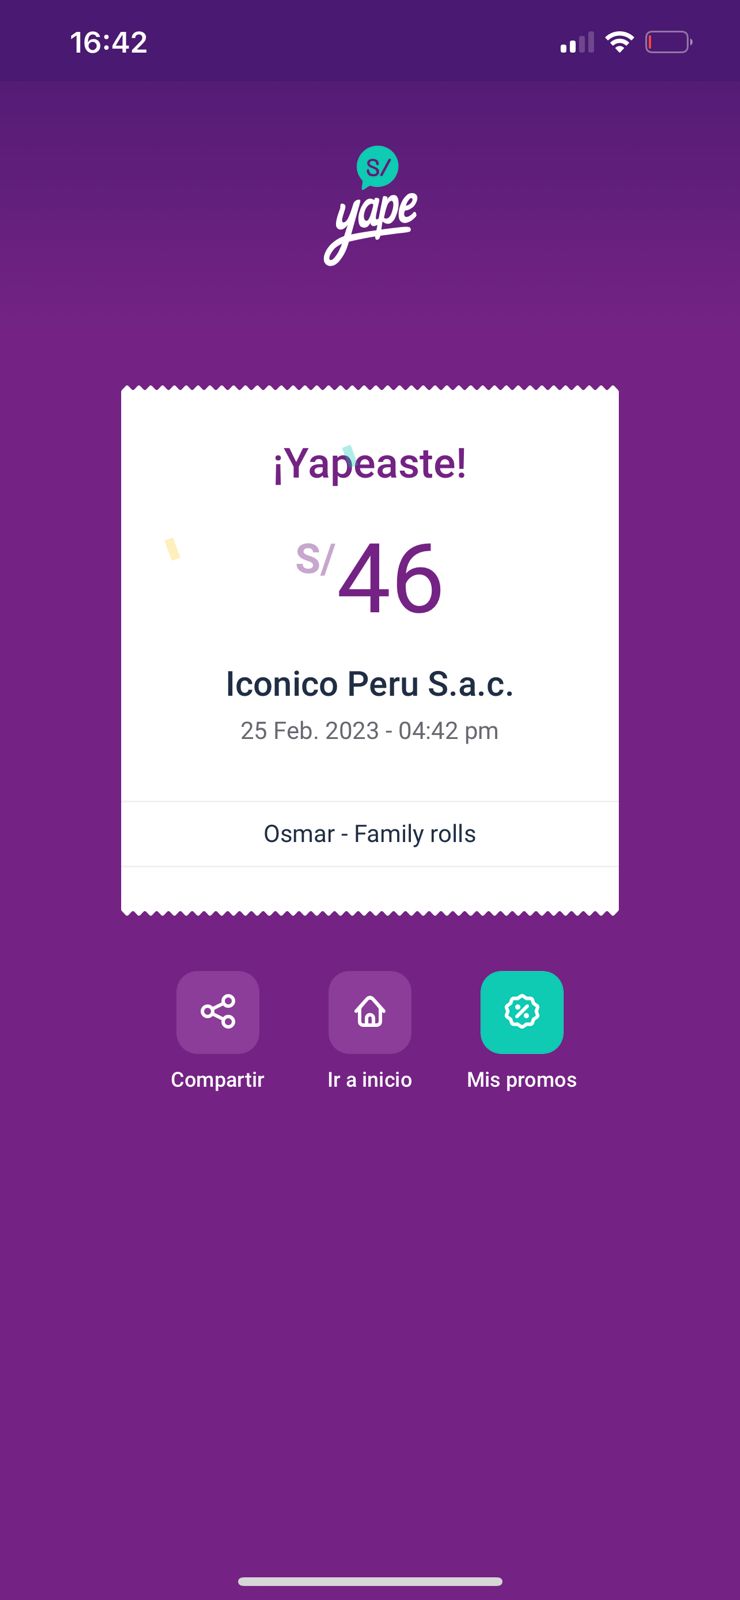 16:42
S/
yape
¡Yapeaste!
S/46
Iconico Peru S.a.c.
25 Feb. 2023 - 04:42 pm
Osmar - Family rolls
Compartir
Ir a inicio
Mis promos